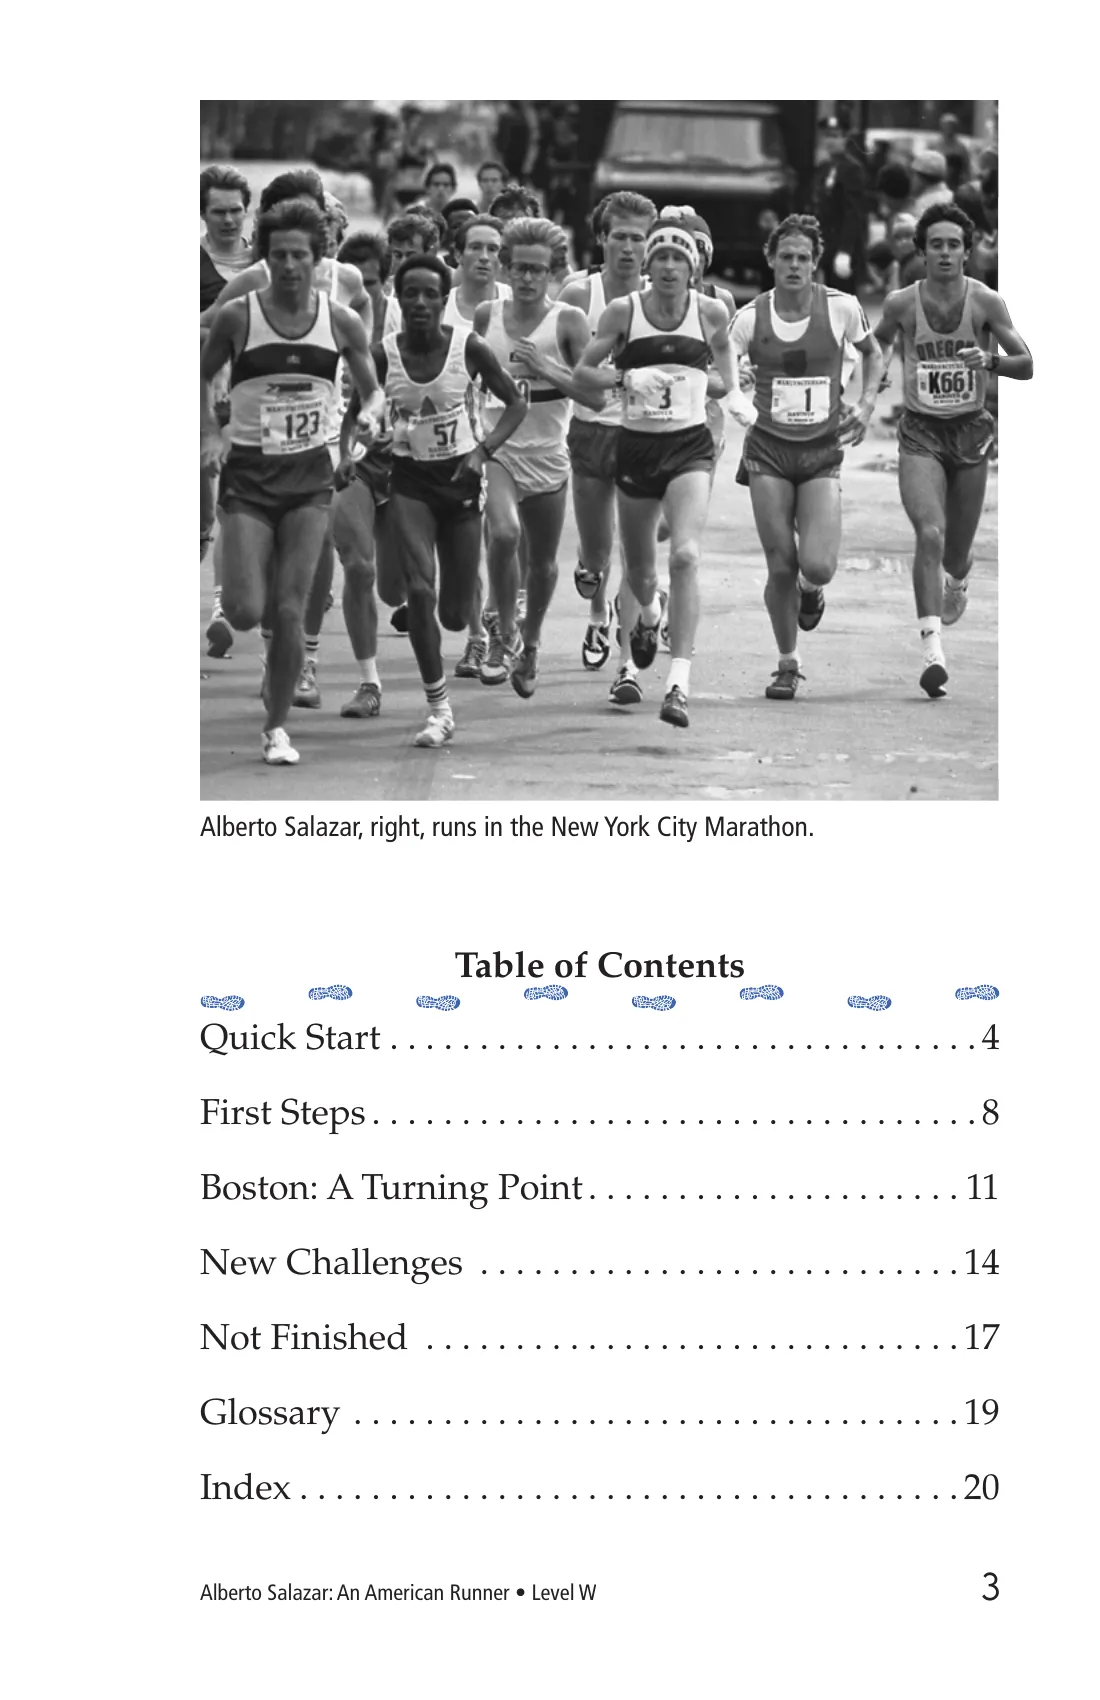 123
57
3
1
OREGON
K661
Alberto Salazar, right, runs in the New York City Marathon.
Table of Contents
Quick Start . . . . . . . . . . . . . . . . . . . . . . . . . . . . . . . . . 4
First Steps . . . . . . . . . . . . . . . . . . . . . . . . . . . . . . . . . . 8
Boston: A Turning Point . . . . . . . . . . . . . . . . . . . . . 11
New Challenges . . . . . . . . . . . . . . . . . . . . . . . . . . . 14
Not Finished . . . . . . . . . . . . . . . . . . . . . . . . . . . . . . 17
Glossary . . . . . . . . . . . . . . . . . . . . . . . . . . . . . . . . . . 19
Index . . . . . . . . . . . . . . . . . . . . . . . . . . . . . . . . . . . . . 20
Alberto Salazar: An American Runner • Level W 3